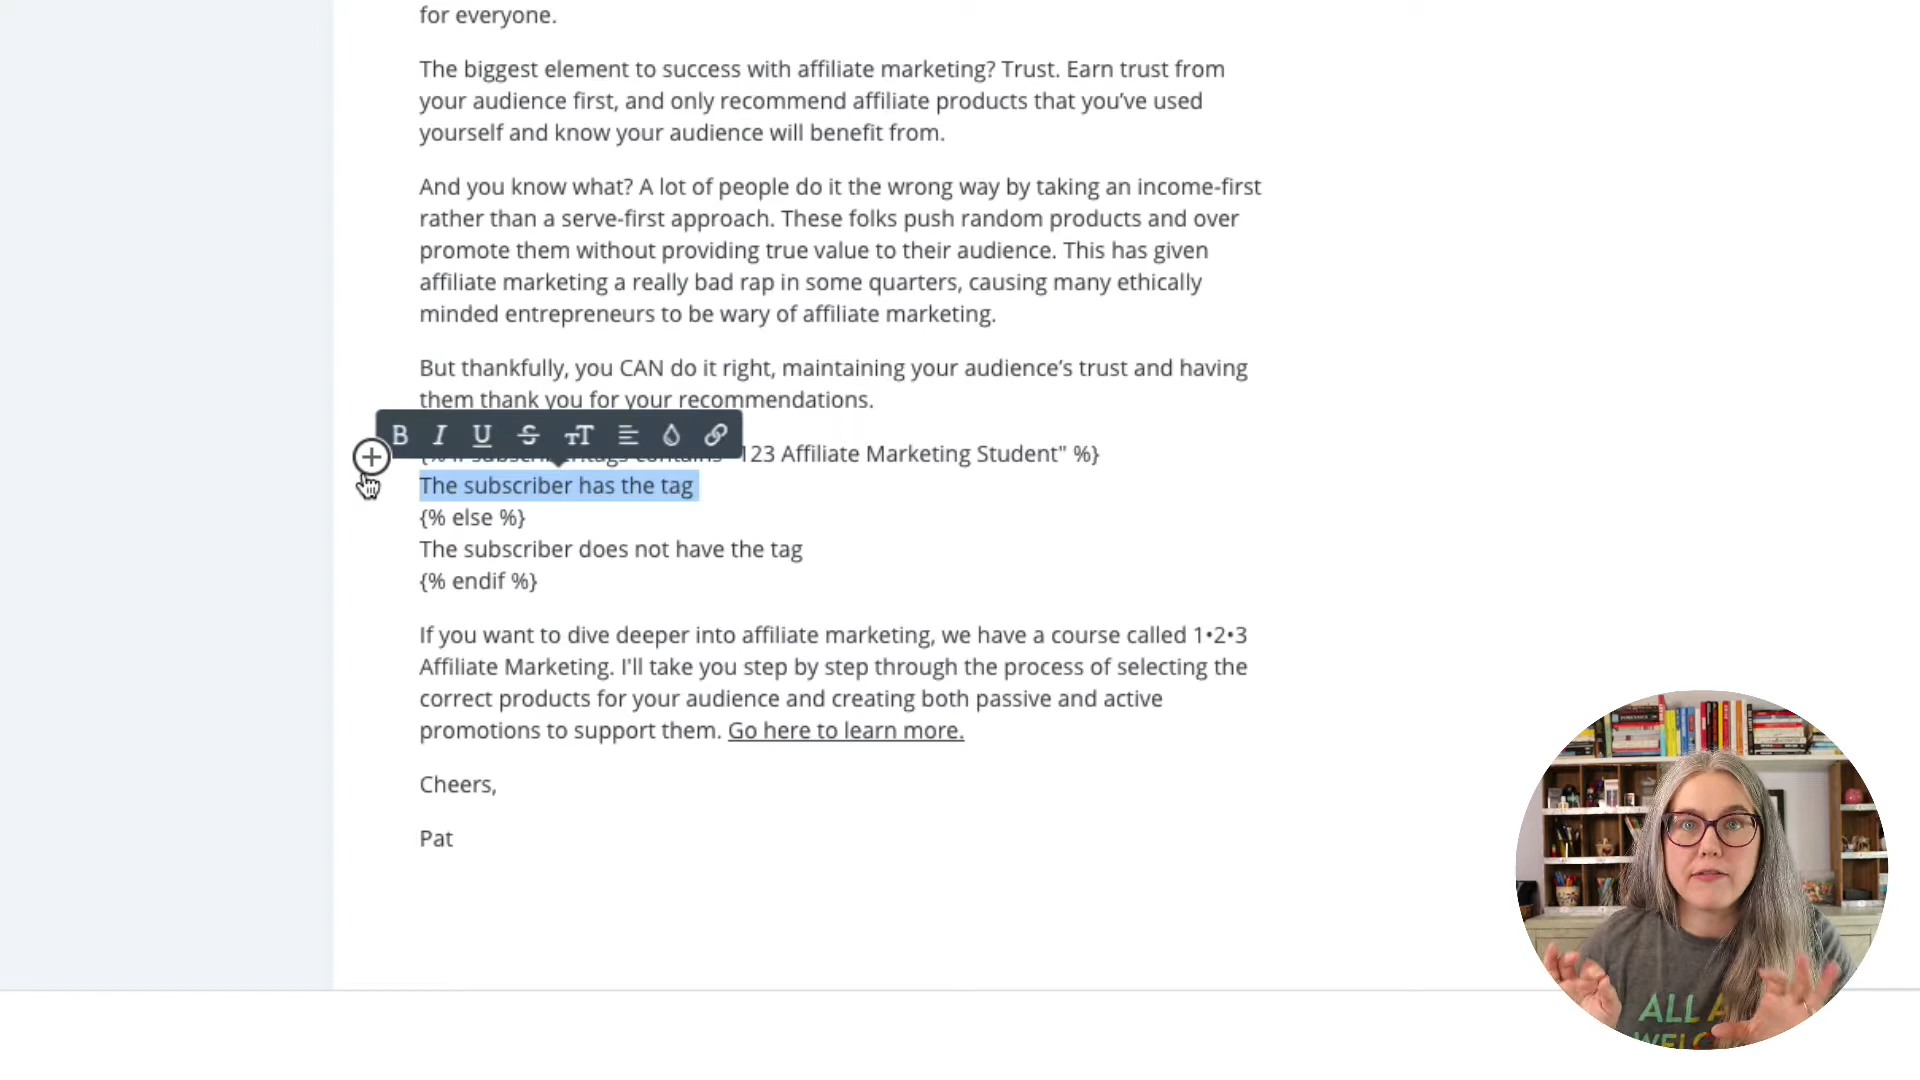 for everyone.
The biggest element to success with affiliate marketing? Trust. Earn trust from
your audience first, and only recommend affiliate products that you’ve used
yourself and know your audience will benefit from.
And you know what? A lot of people do it the wrong way by taking an income-first
rather than a serve-first approach. These folks push random products and over
promote them without providing true value to their audience. This has given
affiliate marketing a really bad rap in some quarters, causing many ethically
minded entrepreneurs to be wary of affiliate marketing.
But thankfully, you CAN do it right, maintaining your audience’s trust and having
them thank you for your recommendations.
B I U S TT
123 Affiliate Marketing Student" %}
The subscriber has the tag
{% else %}
The subscriber does not have the tag
{% endif %}
If you want to dive deeper into affiliate marketing, we have a course called 1•2•3
Affiliate Marketing. I'll take you step by step through the process of selecting the
correct products for your audience and creating both passive and active
promotions to support them. Go here to learn more.
Cheers,
Pat
ALL A
WELC